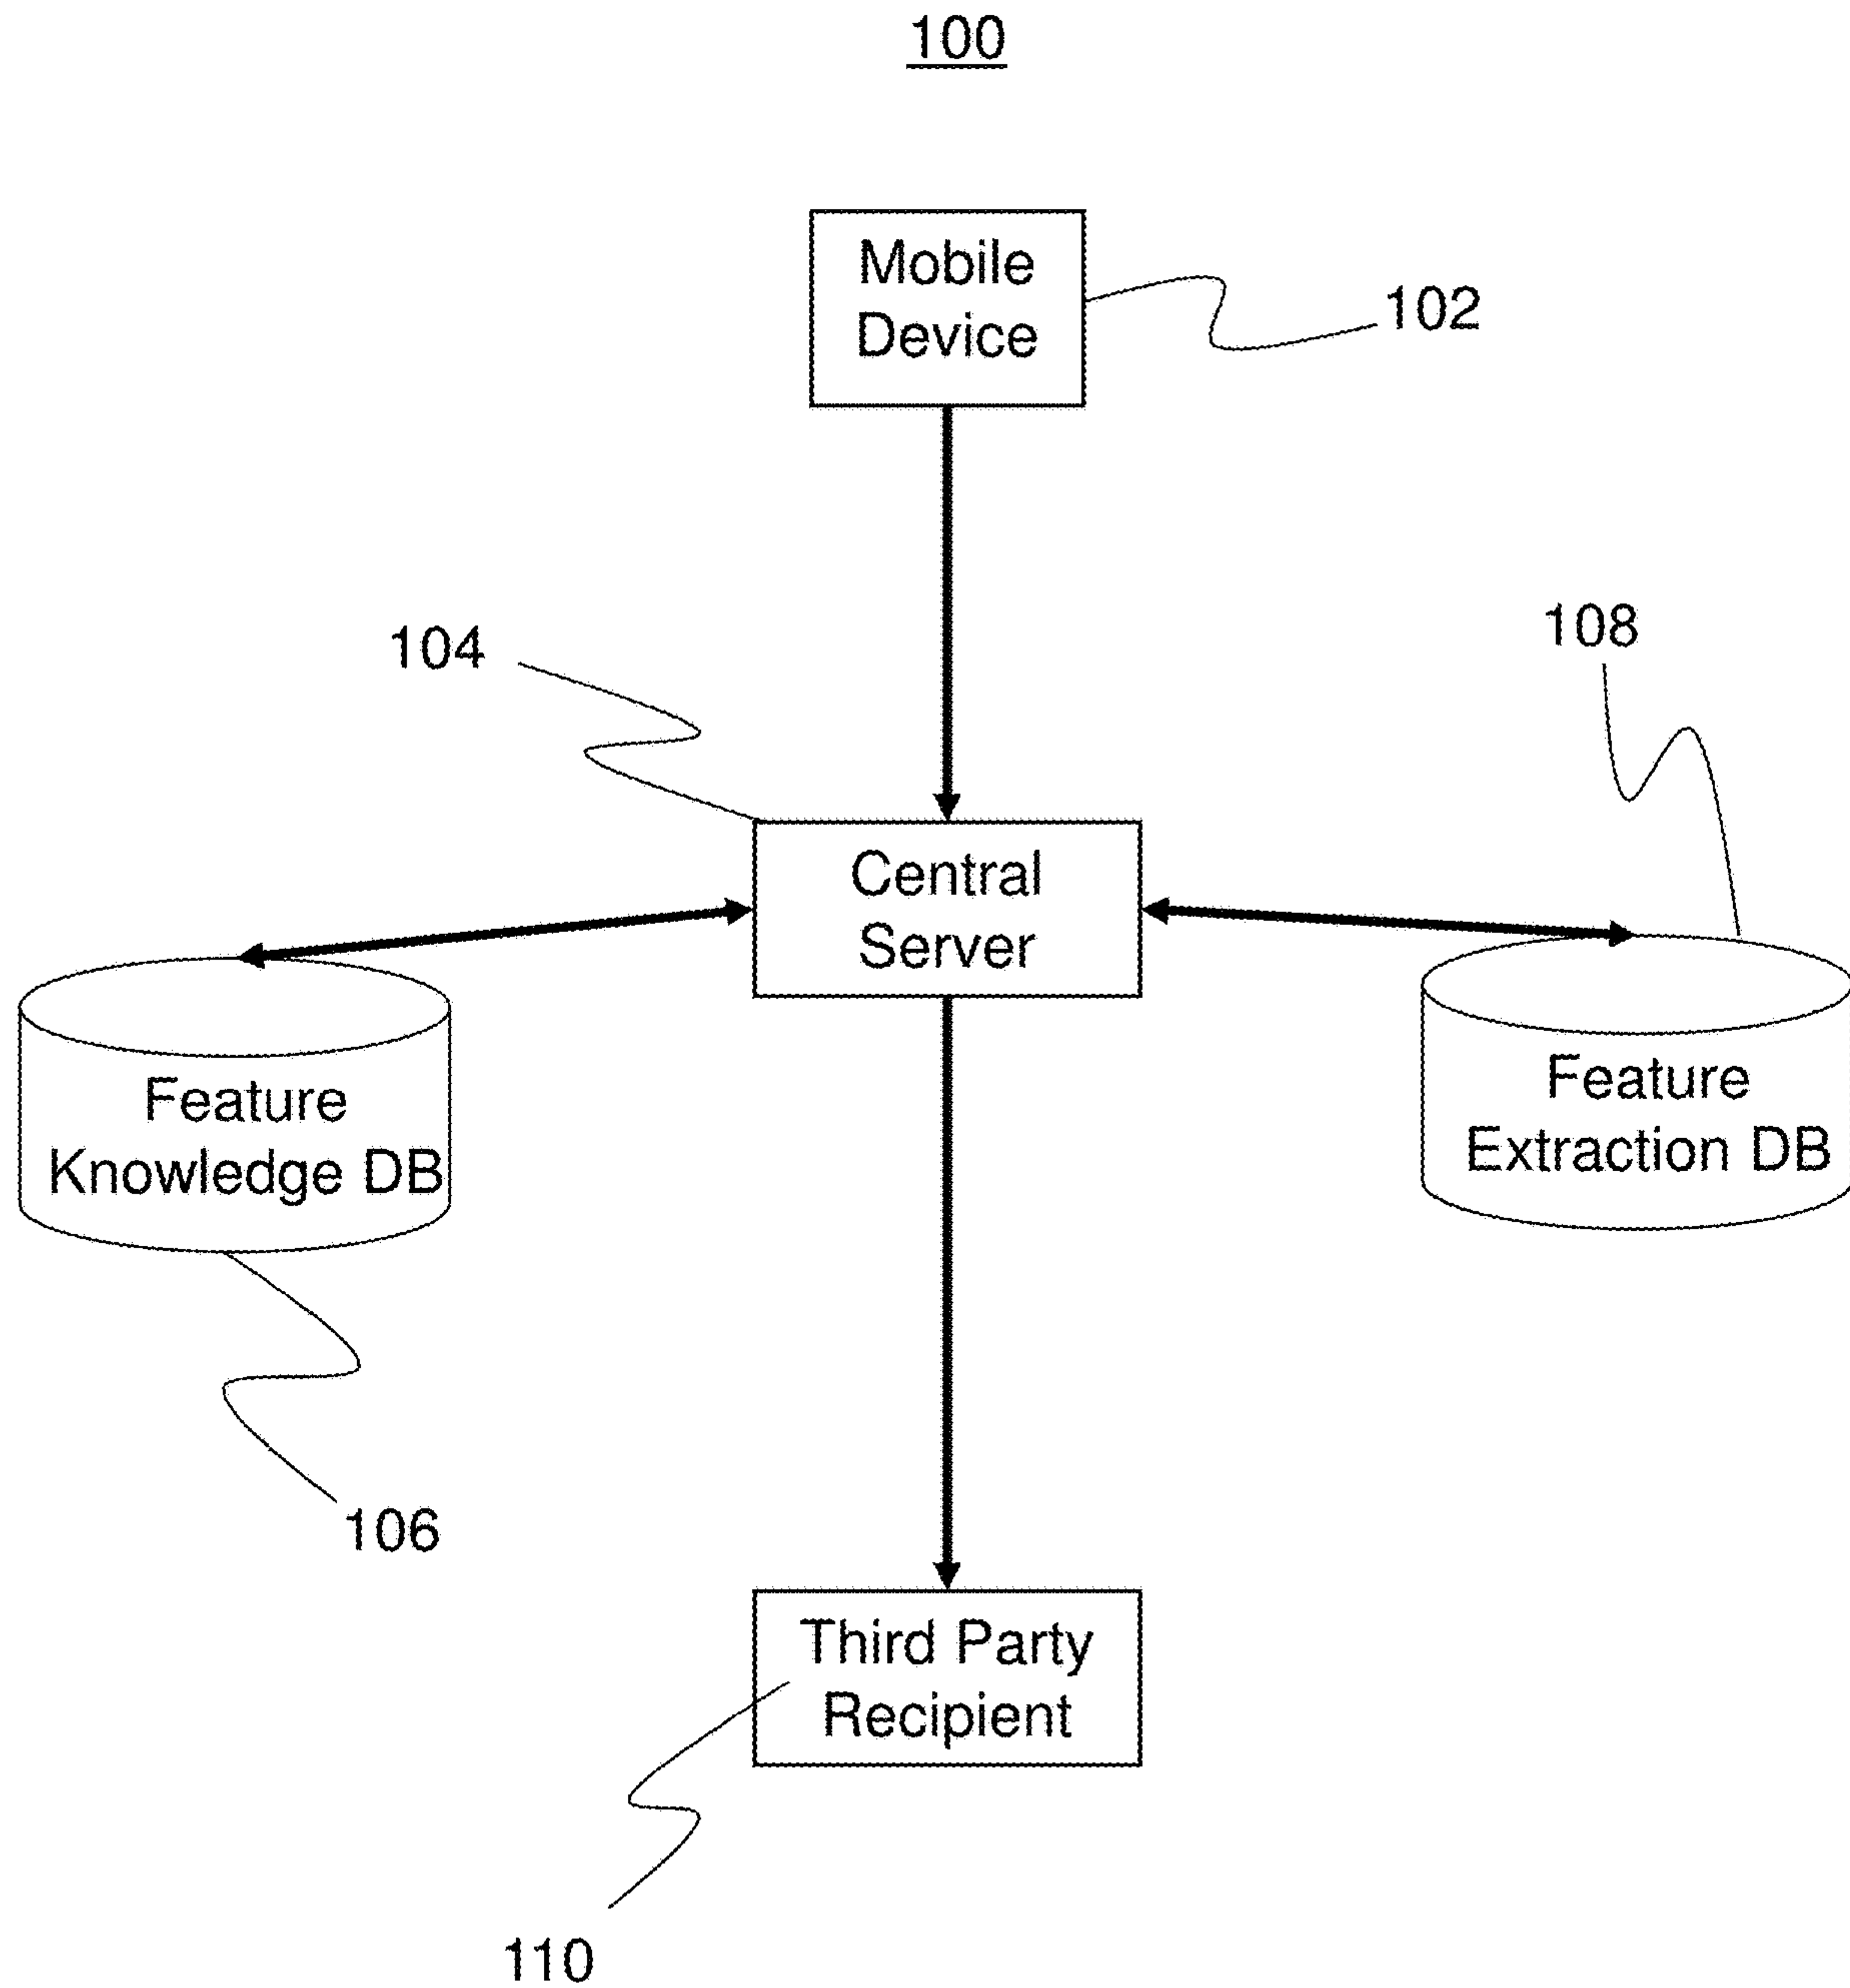 100
Mobile
Device
102
104
108
Central
Server
Feature
Knowledge DB
Feature
Extraction DB
106
Third Party
Recipient
110